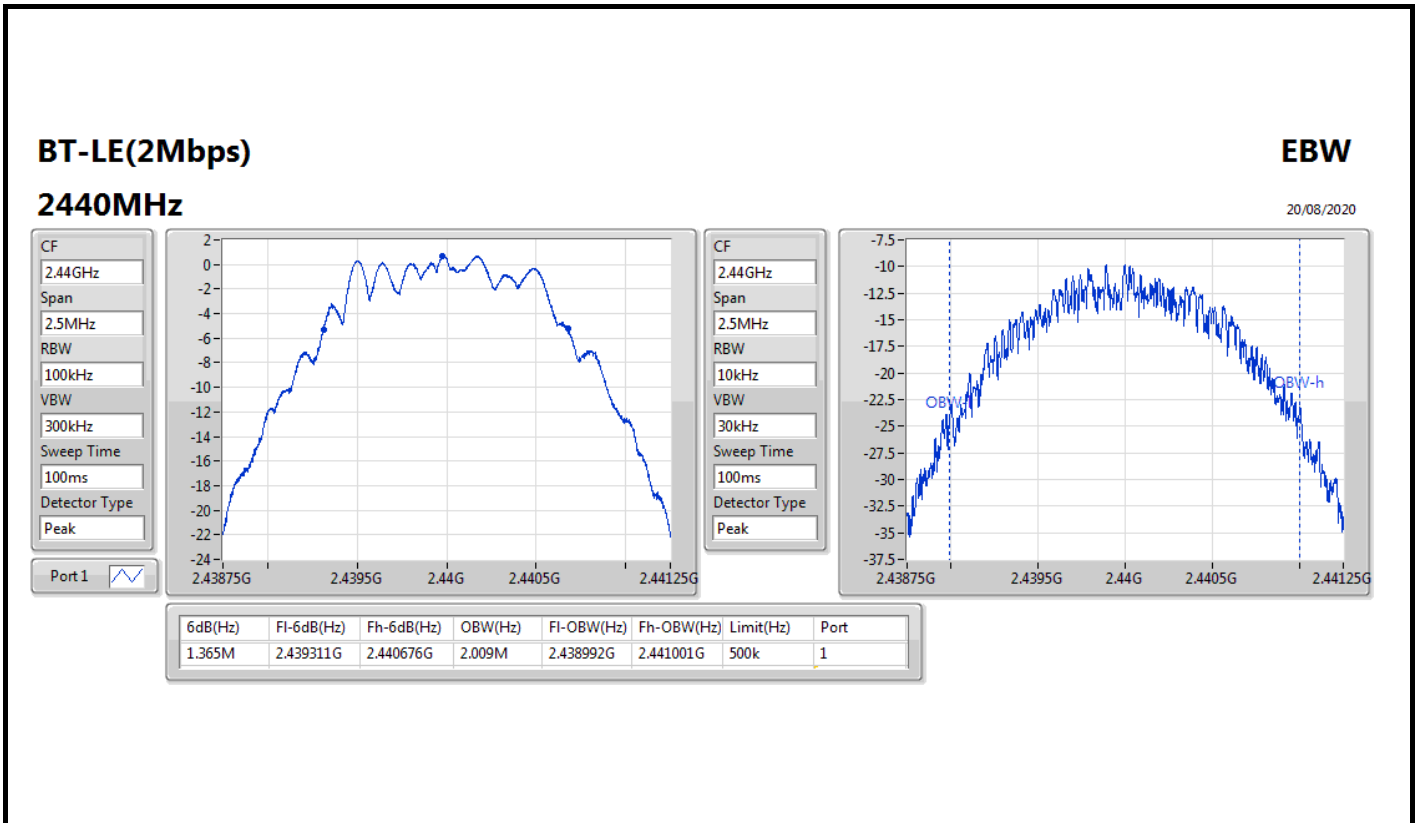 BT-LE(2Mbps)
EBW
2440MHz
20/08/2020
CF
2.44GHz
Span
2.5MHz
RBW
100kHz
VBW
300kHz
Sweep Time
100ms
Detector Type
Peak
Port 1
2
0
-2
-4
-6
-8
-10
-12
-14
-16
-18
-20
-22
-24
2.43875G 2.4395G 2.44G 2.4405G 2.44125G
CF
2.44GHz
Span
2.5MHz
RBW
10kHz
VBW
30kHz
Sweep Time
100ms
Detector Type
Peak
-7.5
-10
-12.5
-15
-17.5
-20
-22.5
-25
-27.5
-30
-32.5
-35
-37.5
OBW-h
2.43875G 2.4395G 2.44G 2.4405G 2.44125G
6dB(Hz) Fl-6dB(Hz) Fh-6dB(Hz) OBW(Hz) Fl-OBW(Hz) Fh-OBW(Hz) Limit(Hz) Port
1.365M 2.439311G 2.440676G 2.009M 2.438992G 2.441001G 500k 1